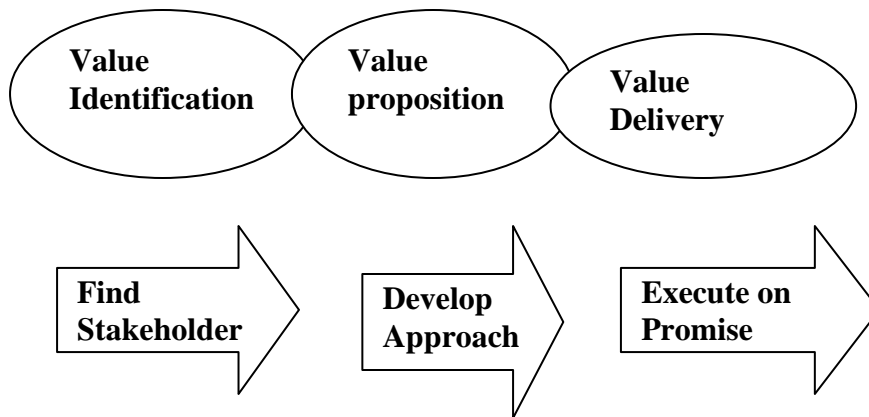 Value
Identification
Value
proposition
Value
Delivery
Find
Stakeholder
Develop
Approach
Execute on
Promise